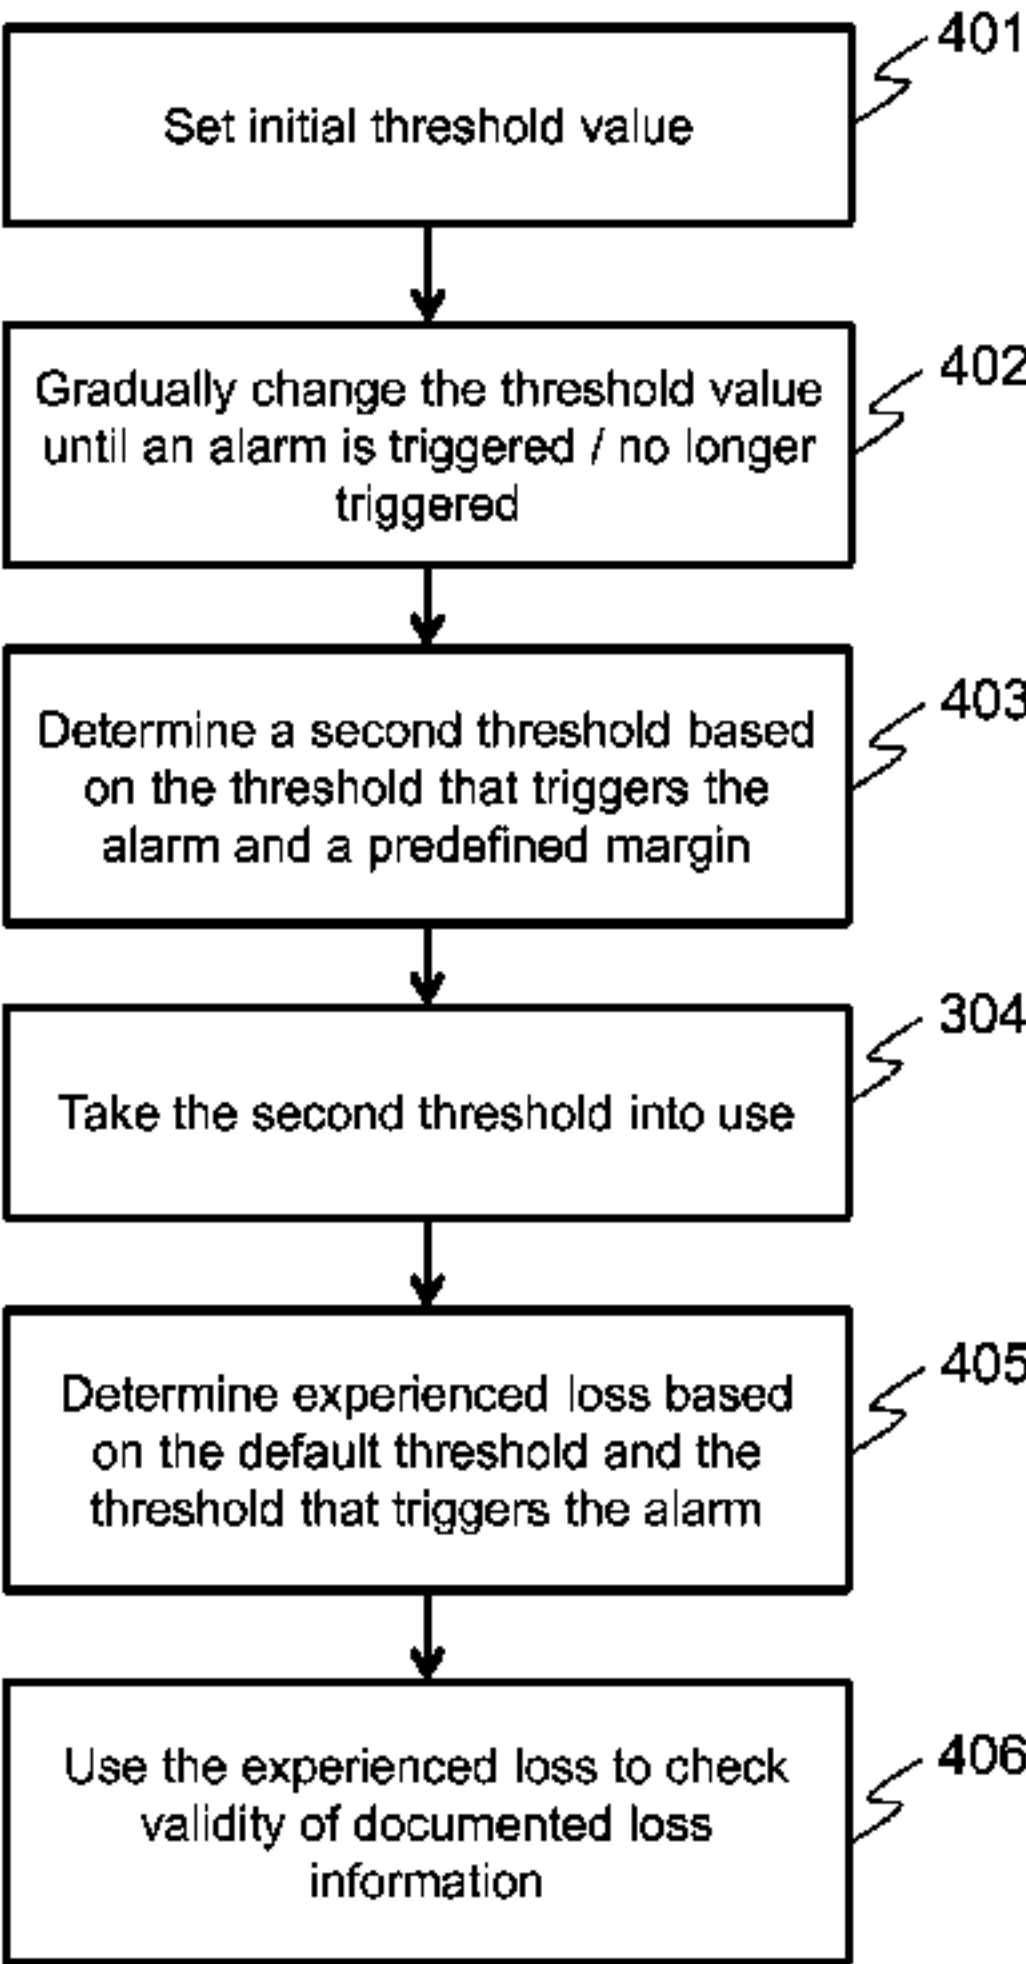 401
Set initial threshold value
402
Gradually change the threshold value
until an alarm is triggered / no longer
triggered
403
Determine a second threshold based
on the threshold that triggers the
alarm and a predefined margin
304
Take the second threshold into use
405
Determine experienced loss based
on the default threshold and the
threshold that triggers the alarm
406
Use the experienced loss to check
validity of documented loss
information